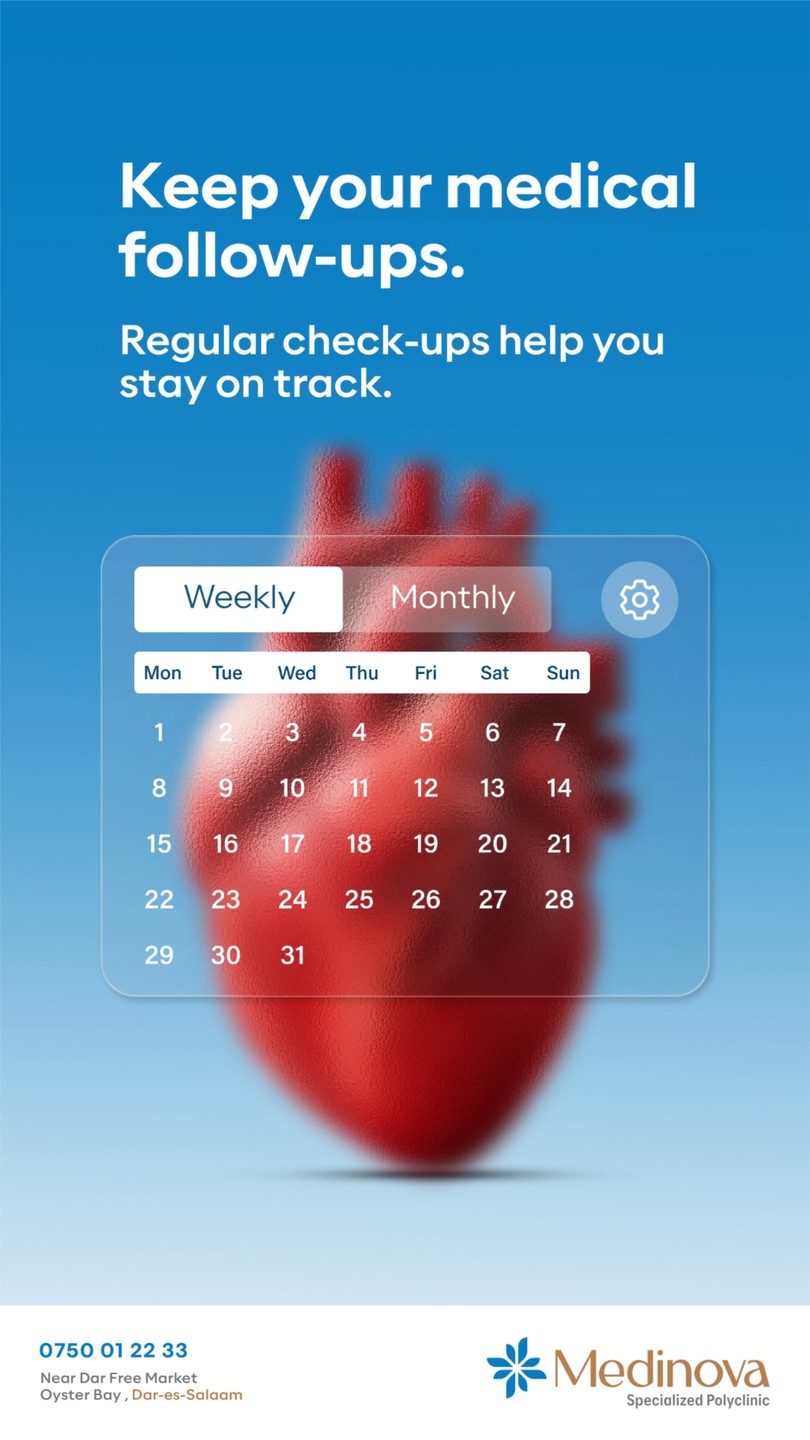 Keep your medical
follow-ups.
Regular check-ups help you
stay on track.
Weekly Monthly
Mon Tue Wed Thu Fri Sat Sun
1 2 3 4 5 6 7
8 9 10 11 12 13 14
15 16 17 18 19 20 21
22 23 24 25 26 27 28
29 30 31
0750 01 22 33
Near Dar Free Market
Oyster Bay , Dar-es-Salaam
Medinova
Specialized Polyclinic